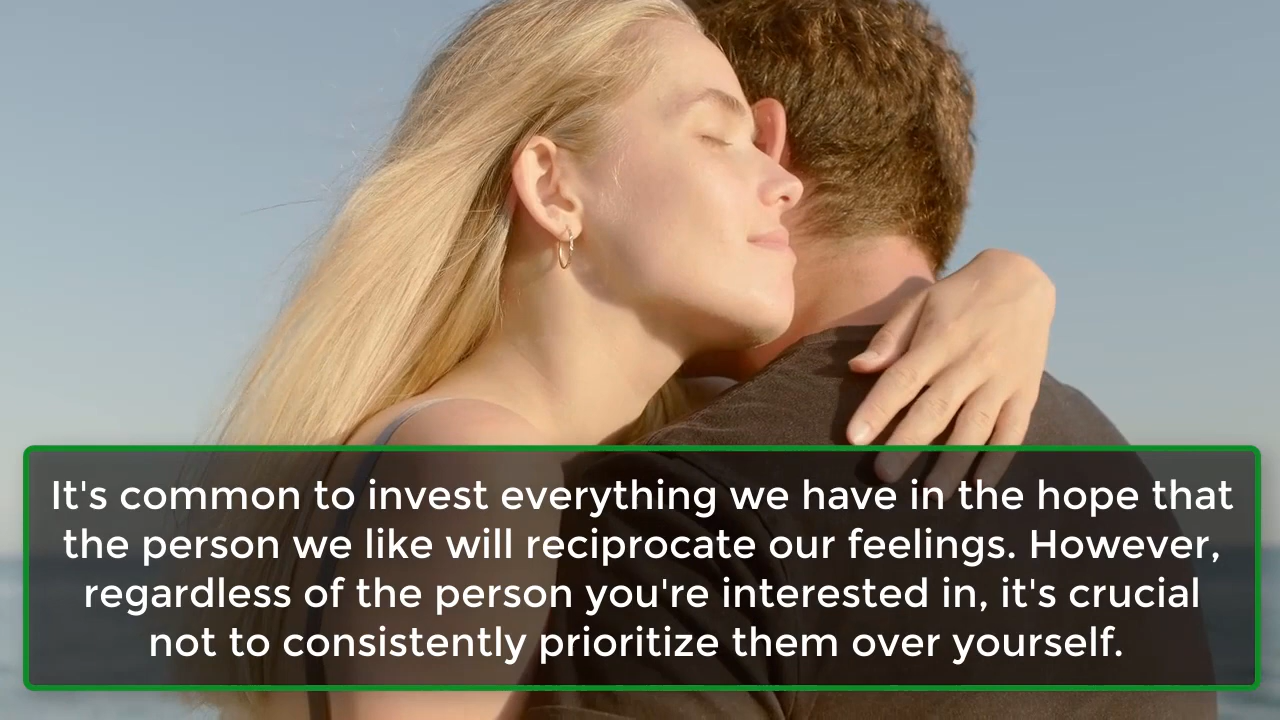 It's common to invest everything we have in the hope that
the person we like will reciprocate our feelings. However,
regardless of the person you're interested in, it's crucial
not to consistently prioritize them over yourself.